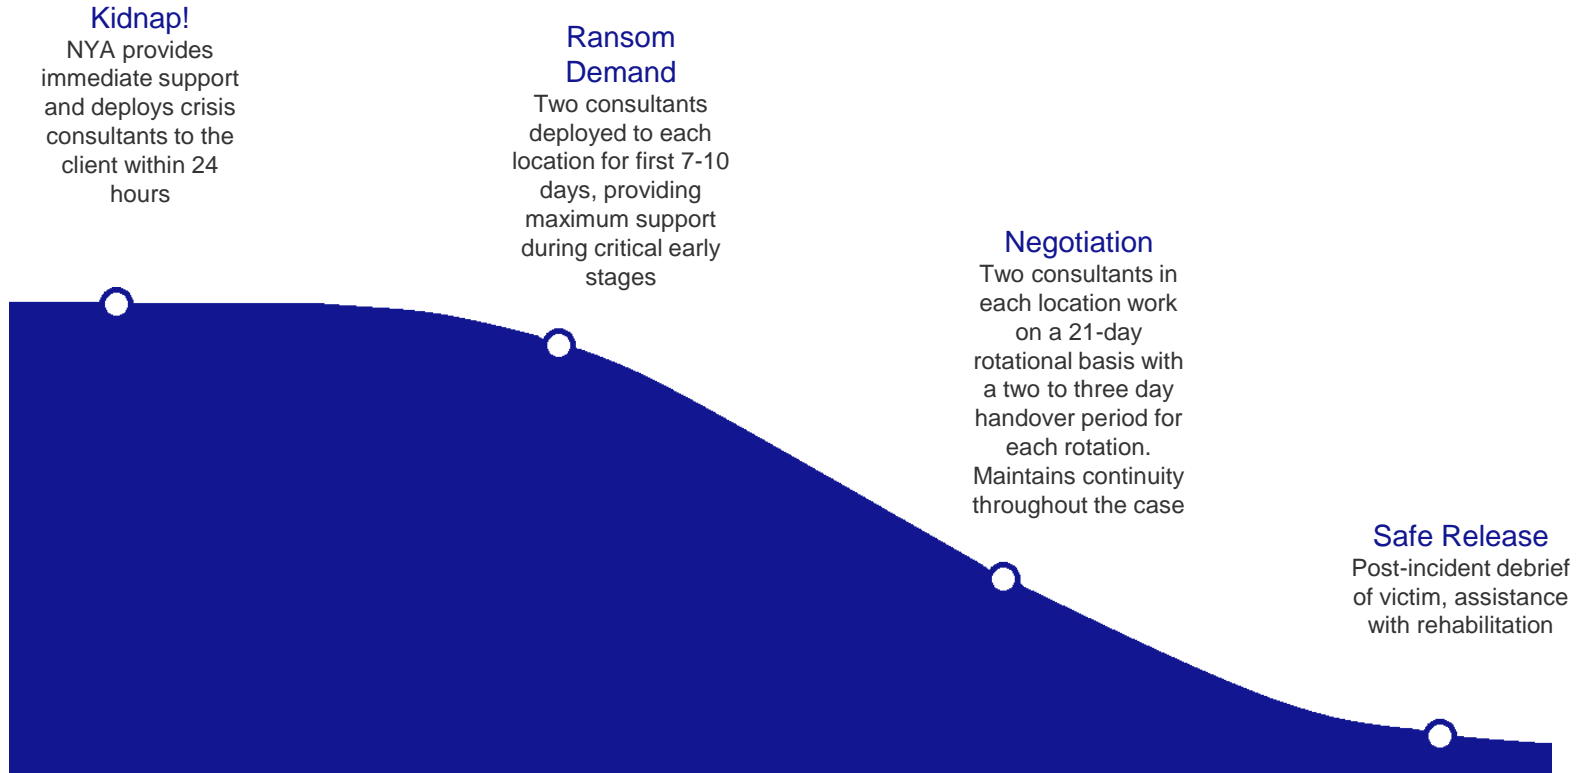 Kidnap!
NYA provides
immediate support
and deploys crisis
consultants to the
client within 24
hours
Ransom
Demand
Two consultants
deployed to each
location for first 7-10
days, providing
maximum support
during critical early
stages
Negotiation
Two consultants in
each location work
on a 21-day
rotational basis with
a two to three day
handover period for
each rotation.
Maintains continuity
throughout the case
Safe Release
Post-incident debrief
of victim, assistance
with rehabilitation